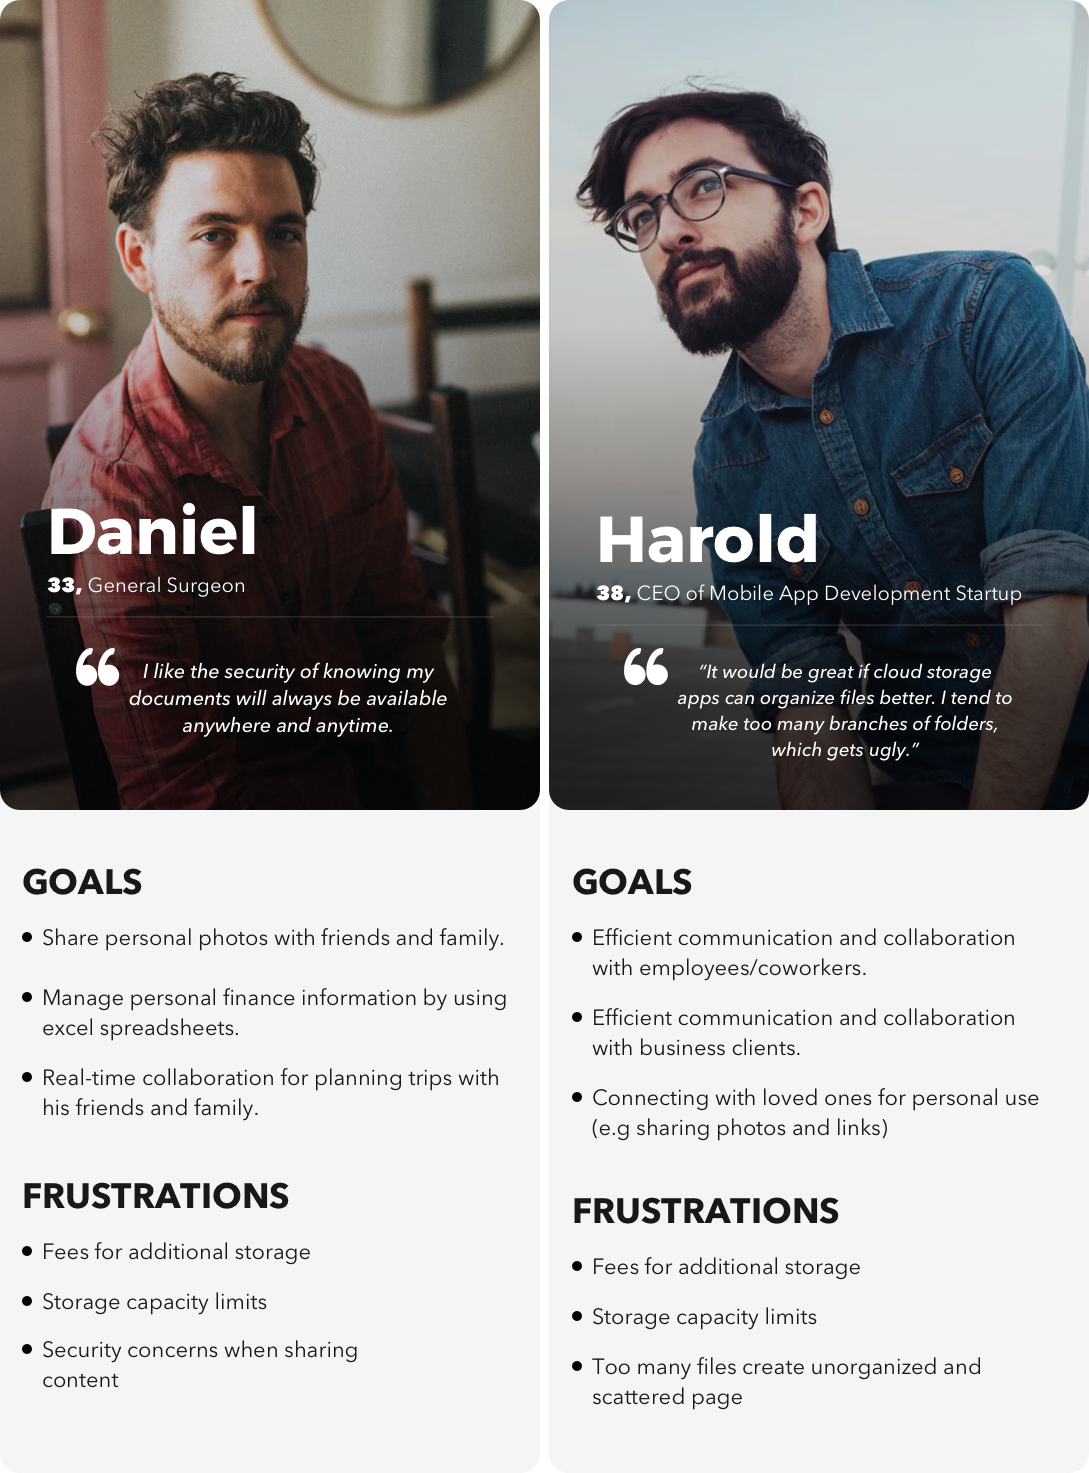 Daniel
33, General Surgeon
“ I like the security of knowing my
documents will always be available
anywhere and anytime.
GOALS
• Share personal photos with friends and family.
• Manage personal finance information by using
excel spreadsheets.
• Real-time collaboration for planning trips with
his friends and family.
FRUSTRATIONS
• Fees for additional storage
• Storage capacity limits
• Security concerns when sharing
content
Harold
38, CEO of Mobile App Development Startup
“ “It would be great if cloud storage
apps can organize files better. I tend to
make too many branches of folders,
which gets ugly.”
GOALS
• Efficient communication and collaboration
with employees/coworkers.
• Efficient communication and collaboration
with business clients.
• Connecting with loved ones for personal use
(e.g sharing photos and links)
FRUSTRATIONS
• Fees for additional storage
• Storage capacity limits
• Too many files create unorganized and
scattered page